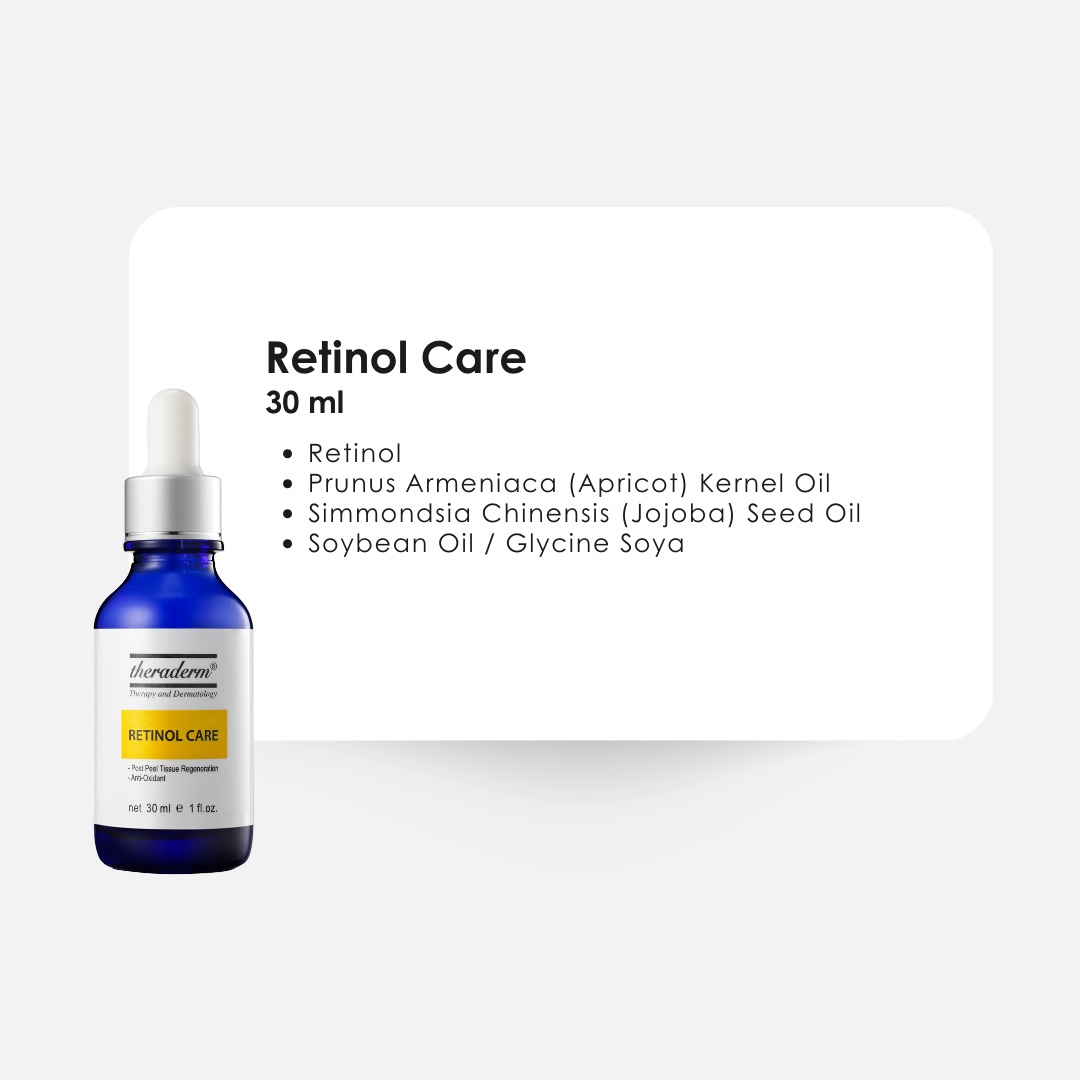 Retinol Care
30 ml
• Retinol
• Prunus Armeniaca (Apricot) Kernel Oil
• Simmondsia Chinensis (Jojoba) Seed Oil
• Soybean Oil / Glycine Soya
theraderm®
Therapy and Dermatology
RETINOL CARE
- Post Peel Tissue Regenoration
- Anti-Oxidant
net 30 ml e 1 fl.oz.